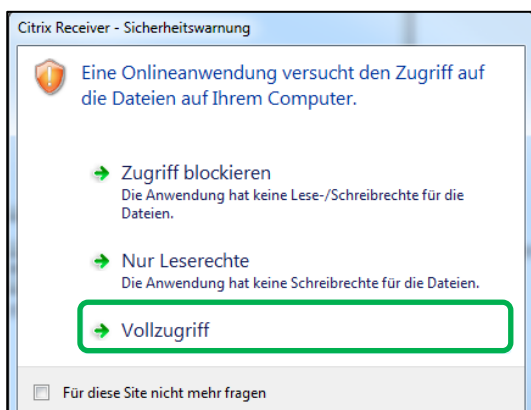 Citrix Receiver - Sicherheitswarnung
Eine Onlineanwendung versucht den Zugriff auf
die Dateien auf Ihrem Computer.
Zugriff blockieren
Die Anwendung hat keine Lese-/Schreibrechte für die
Dateien.
Nur Leserechte
Die Anwendung hat keine Schreibrechte für die Dateien.
Vollzugriff
Für diese Site nicht mehr fragen